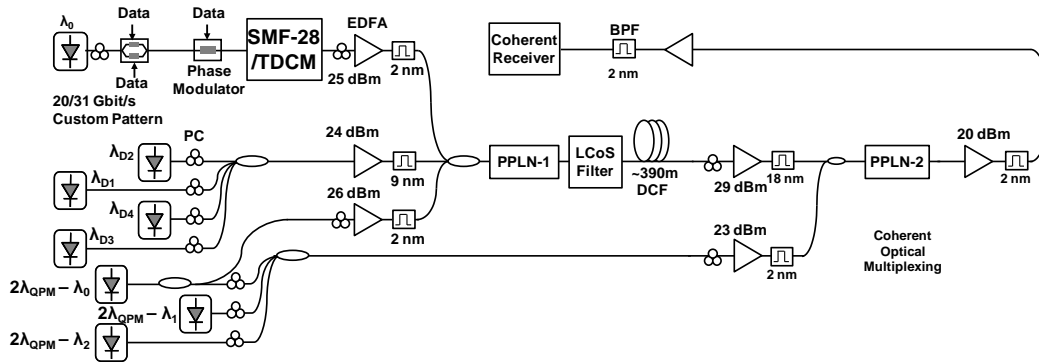 λ0
Data
Data
Data
Phase
Modulator
20/31 Gbit/s
Custom Pattern
SMF-28
/TDCM
EDFA
25 dBm
2 nm
Coherent
Receiver
BPF
2 nm
PC
λD2
λD1
λD4
λD3
24 dBm
9 nm
26 dBm
2 nm
PPLN-1
LCoS
Filter
~390m
DCF
29 dBm
18 nm
PPLN-2
20 dBm
2 nm
23 dBm
2 nm
Coherent
Optical
Multiplexing
2λQPM – λ0
2λQPM – λ1
2λQPM – λ2